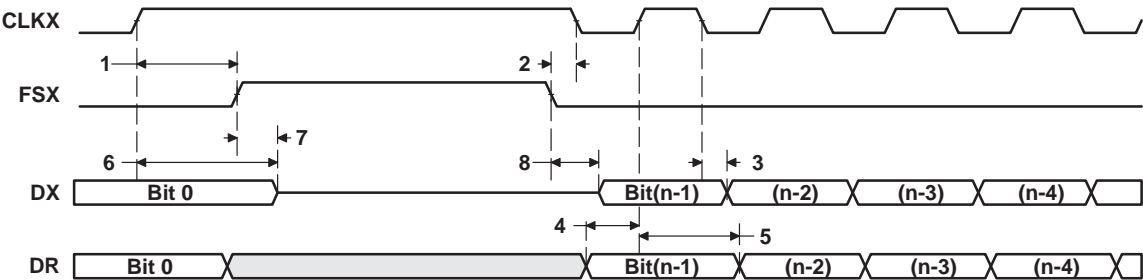 CLKX
1 2
FSX
7
6 8 3
DX Bit 0 Bit(n-1) (n-2) (n-3) (n-4)
4 5
DR Bit 0 Bit(n-1) (n-2) (n-3) (n-4)